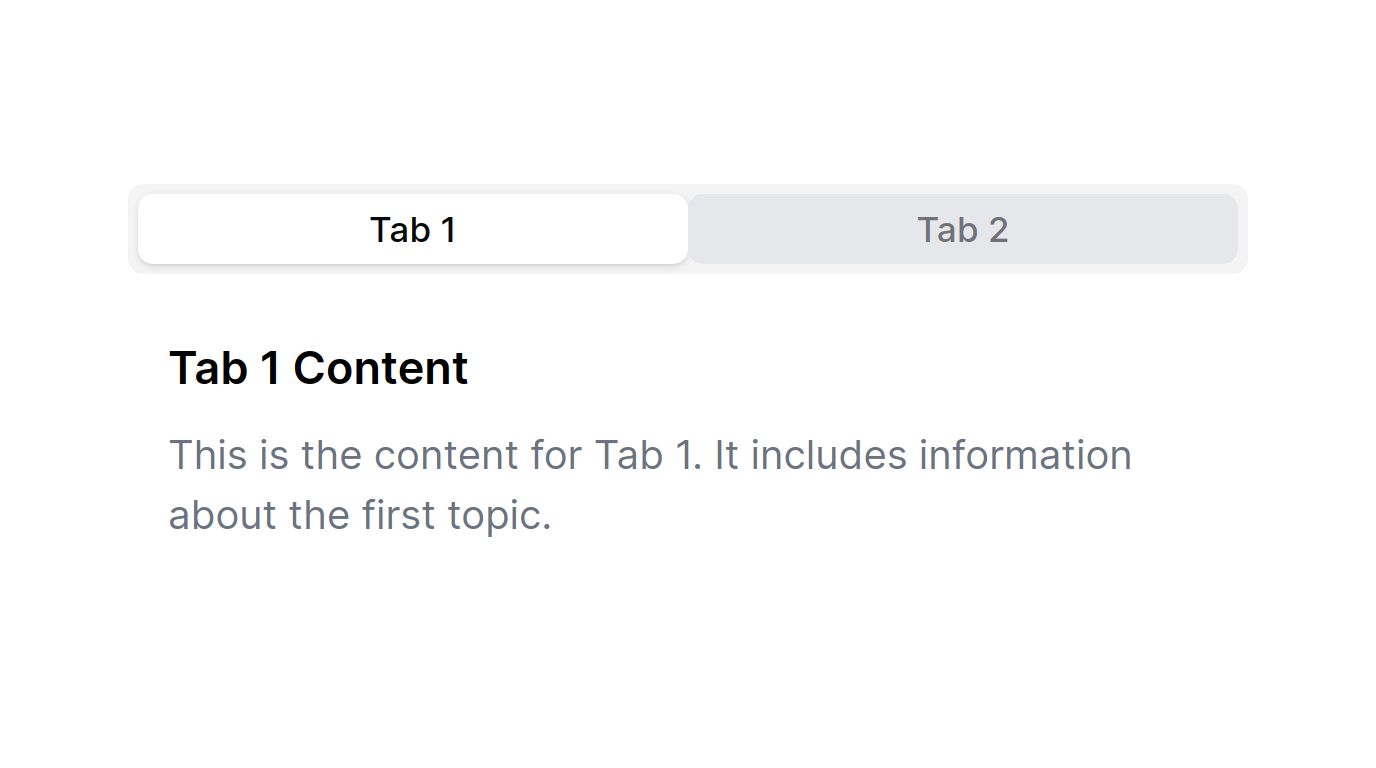 Tab 1
Tab 2
Tab 1 Content
This is the content for Tab 1. It includes information
about the first topic.